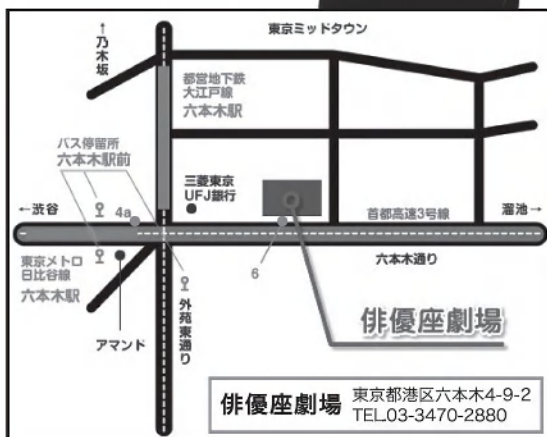 東京ミッドタウン
↑乃木坂
都営地下鉄
大江戸線
六本木駅
バス停留所
六本木駅前
三菱東京
UFJ銀行
←渋谷
4a
首都高速3号線
溜池→
東京メトロ
日比谷線
六本木駅
6
六本木通り
アマンド
外苑東通り
俳優座劇場
俳優座劇場
東京都港区六本木4-9-2
TEL.03-3470-2880